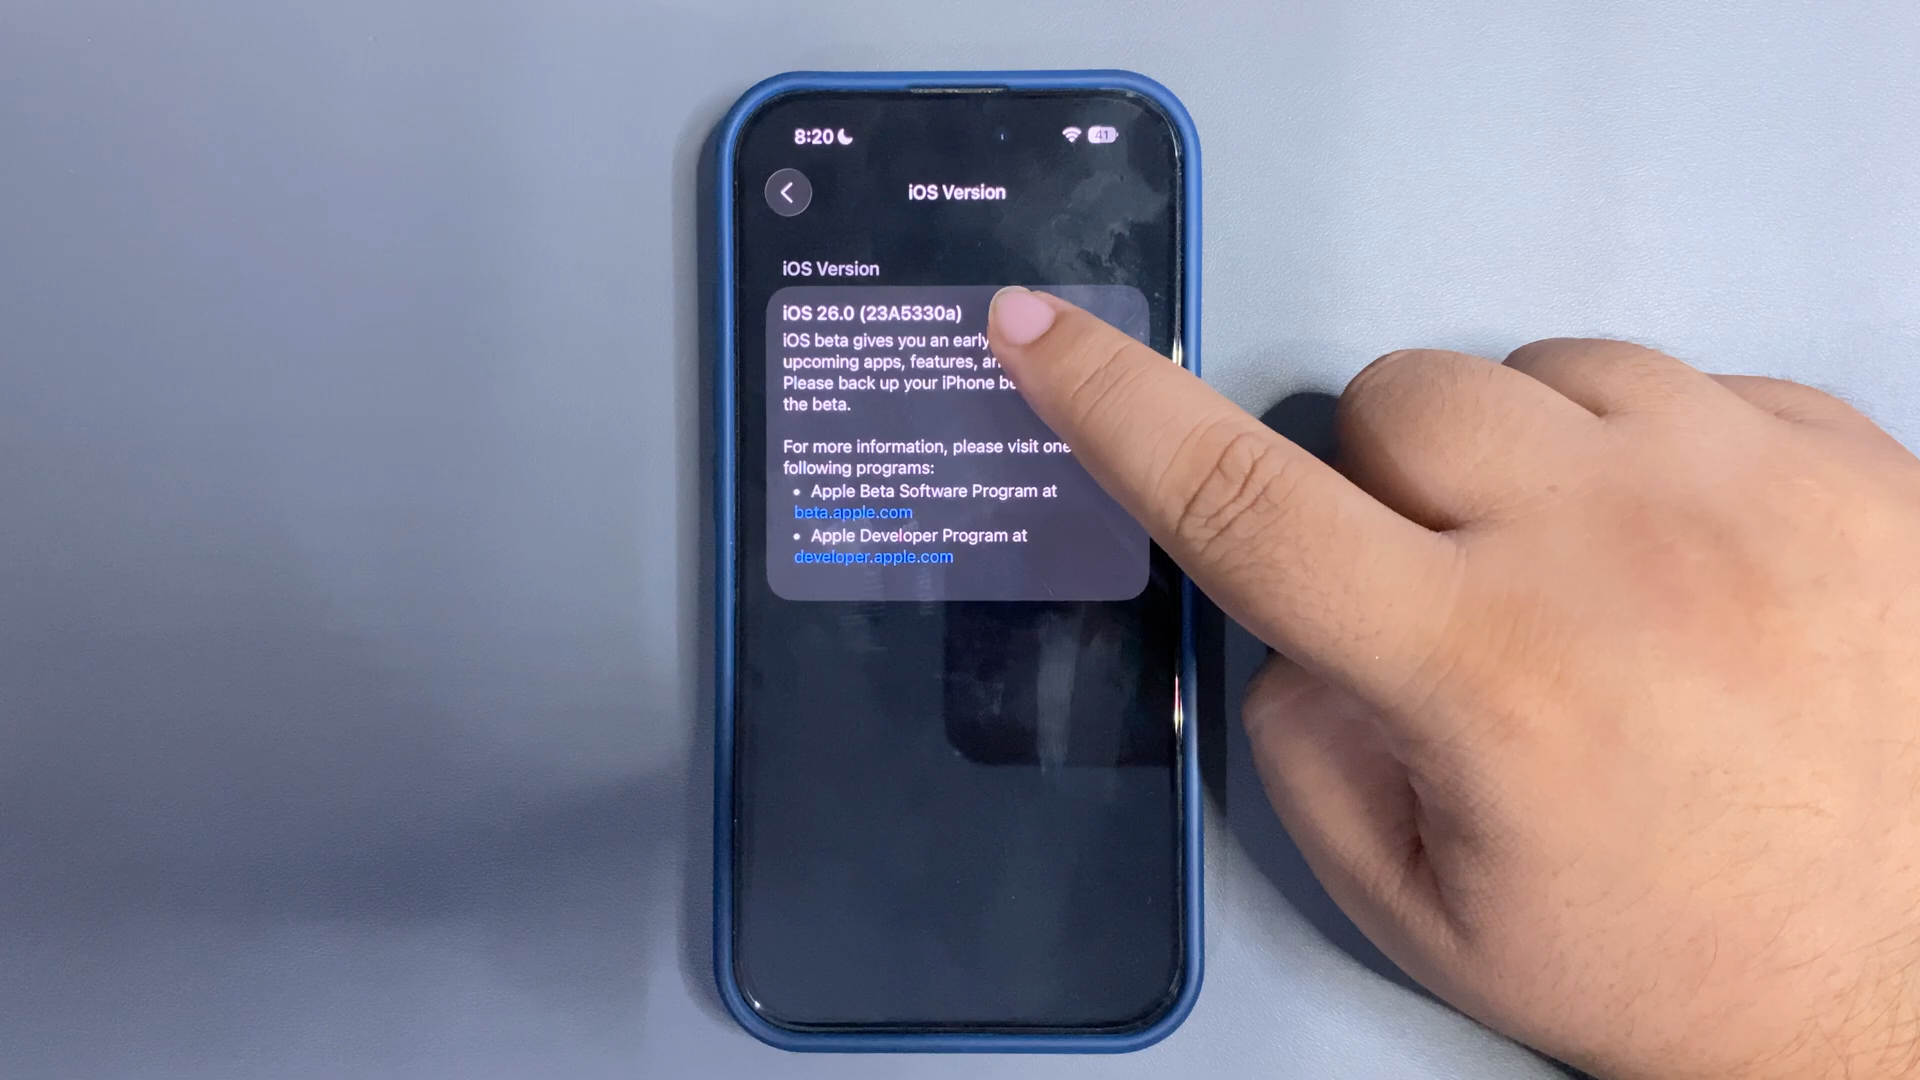 8:20
41
iOS Version
iOS Version
iOS 26.0 (23A5330a)
iOS beta gives you an early
upcoming apps, features,
Please back up your iPhone
the beta.
For more information, please visit one
following programs:
• Apple Beta Software Program at
beta.apple.com
• Apple Developer Program at
developer.apple.com